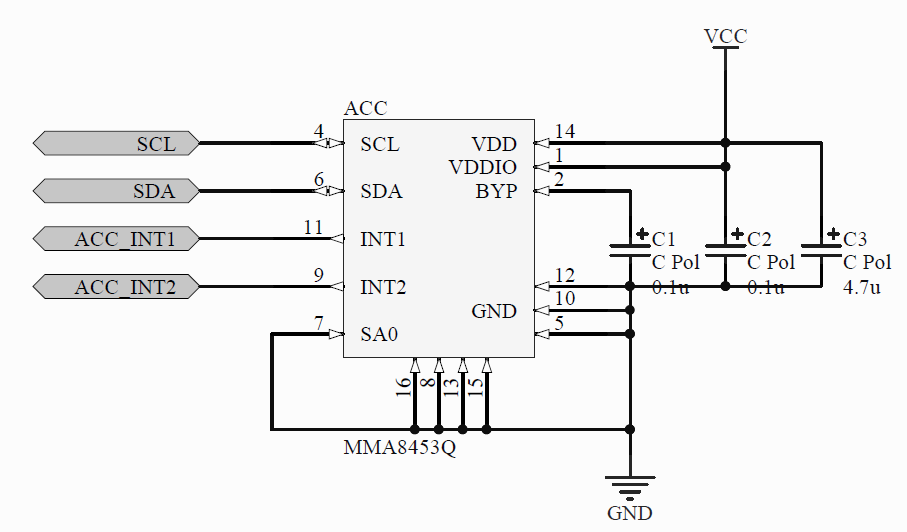 VCC
ACC
SCL 4 SCL VDD 14
VDDIO 1
SDA 6 SDA BYP 2
ACC_INT1 11 INT1 C1 C2 C3
C Pol C Pol C Pol
ACC_INT2 9 INT2 12 0.1u 0.1u 4.7u
GND 10
7 SA0 5
16 8 13 15
MMA8453Q
GND